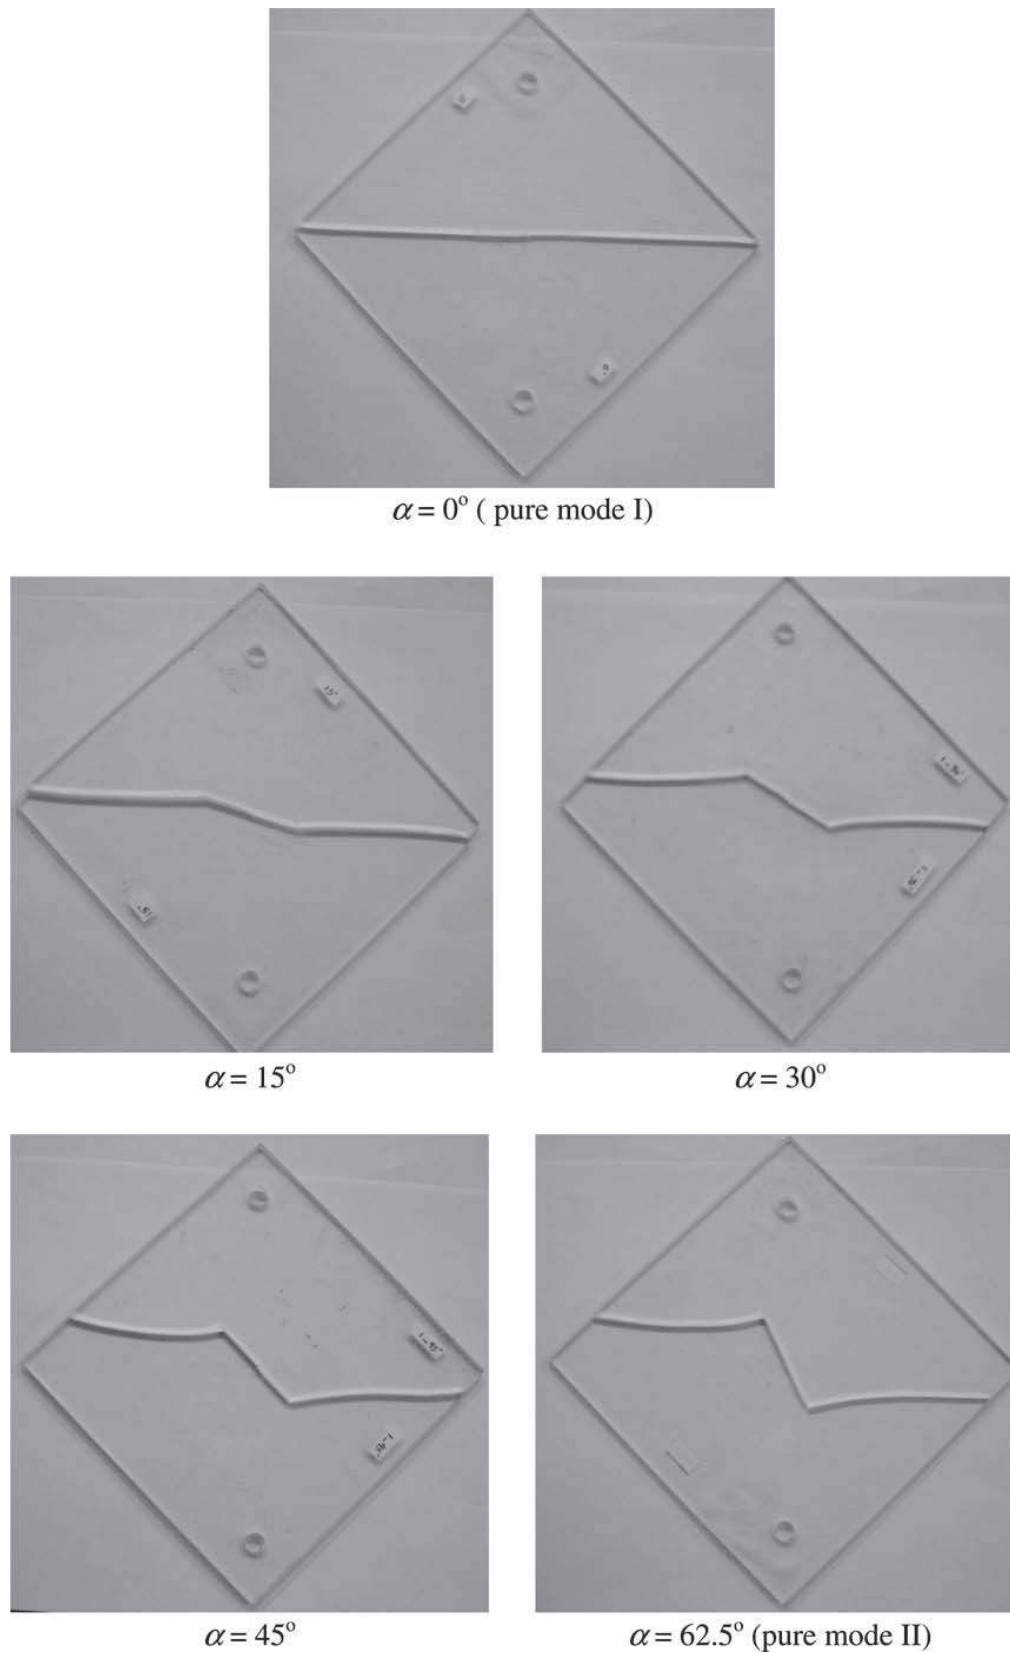 α = 0° ( pure mode I)
α = 15°
α = 30°
α = 45°
α = 62.5° (pure mode II)